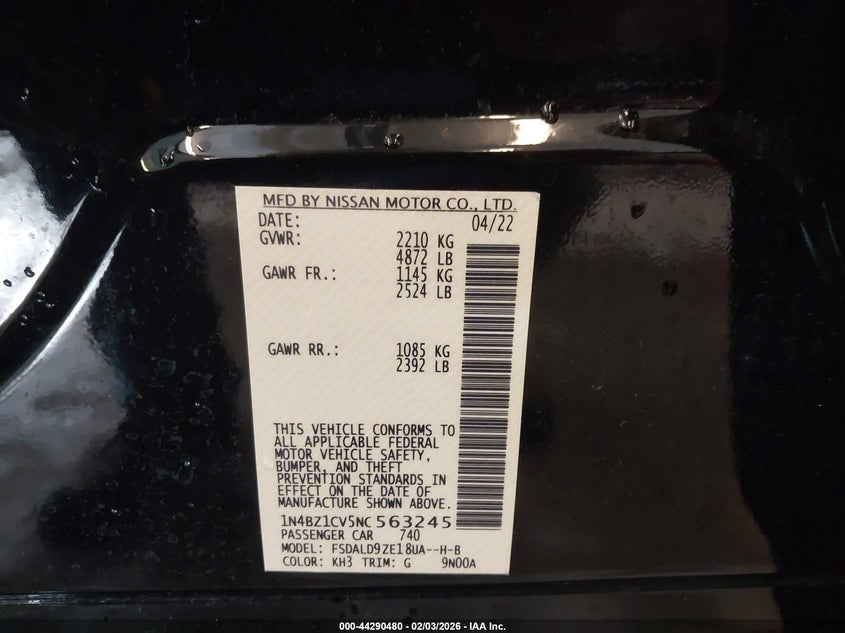 MFD BY NISSAN MOTOR CO., LTD.
DATE: 04/22
GVWR: 2210 KG
4872 LB
GAWR FR.: 1145 KG
2524 LB
GAWR RR.: 1085 KG
2392 LB
THIS VEHICLE CONFORMS TO
ALL APPLICABLE FEDERAL
MOTOR VEHICLE SAFETY,
BUMPER, AND THEFT
PREVENTION STANDARDS IN
EFFECT ON THE DATE OF
MANUFACTURE SHOWN ABOVE.
1N4BZ1CV5NC563245
PASSENGER CAR 740
MODEL: FSDALD9ZE18UA--H-B
COLOR: KH3 TRIM: G 9N00A
000-44290480 - 02/03/2026 - IAA Inc.